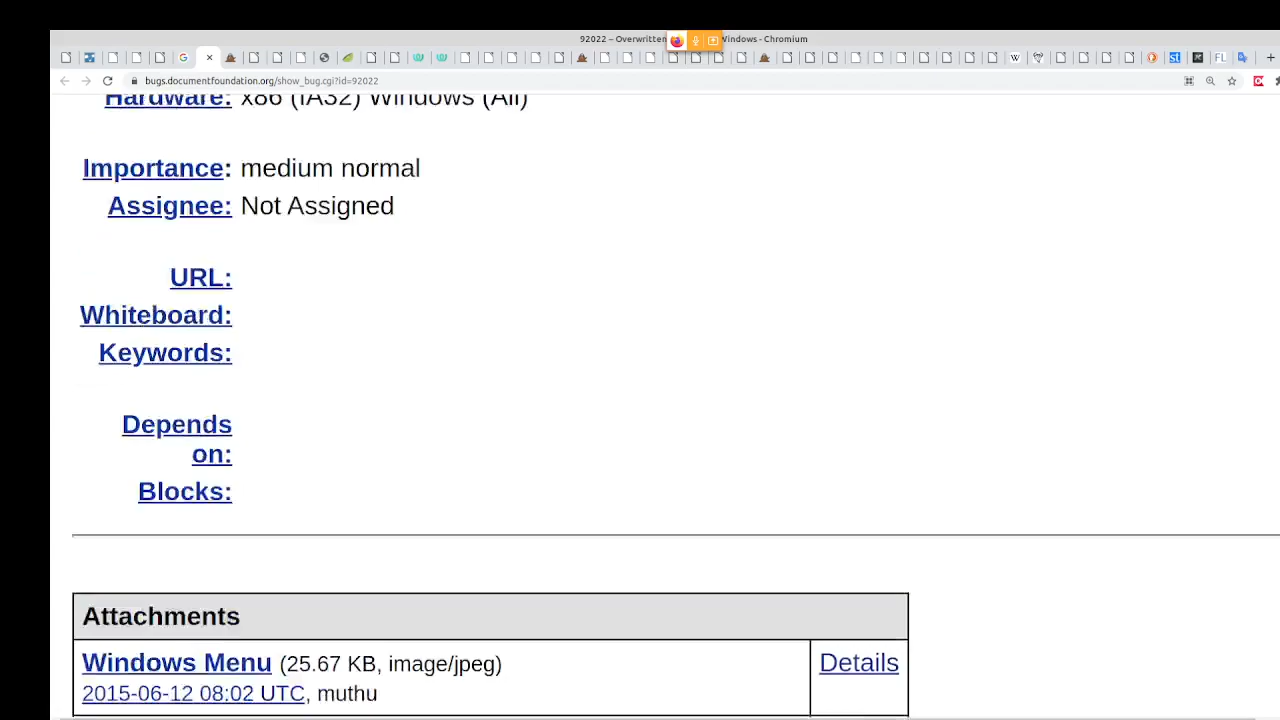 92022 – Overwritten
Windows - Chromium
bugs.documentfoundation.org/show_bug.cgi?id=92022
Hardware: x86 (IA32) Windows (All)
Importance: medium normal
Assignee: Not Assigned
URL:
Whiteboard:
Keywords:
Depends
on:
Blocks:
Attachments
Windows Menu (25.67 KB, image/jpeg)
2015-06-12 08:02 UTC, muthu
Details